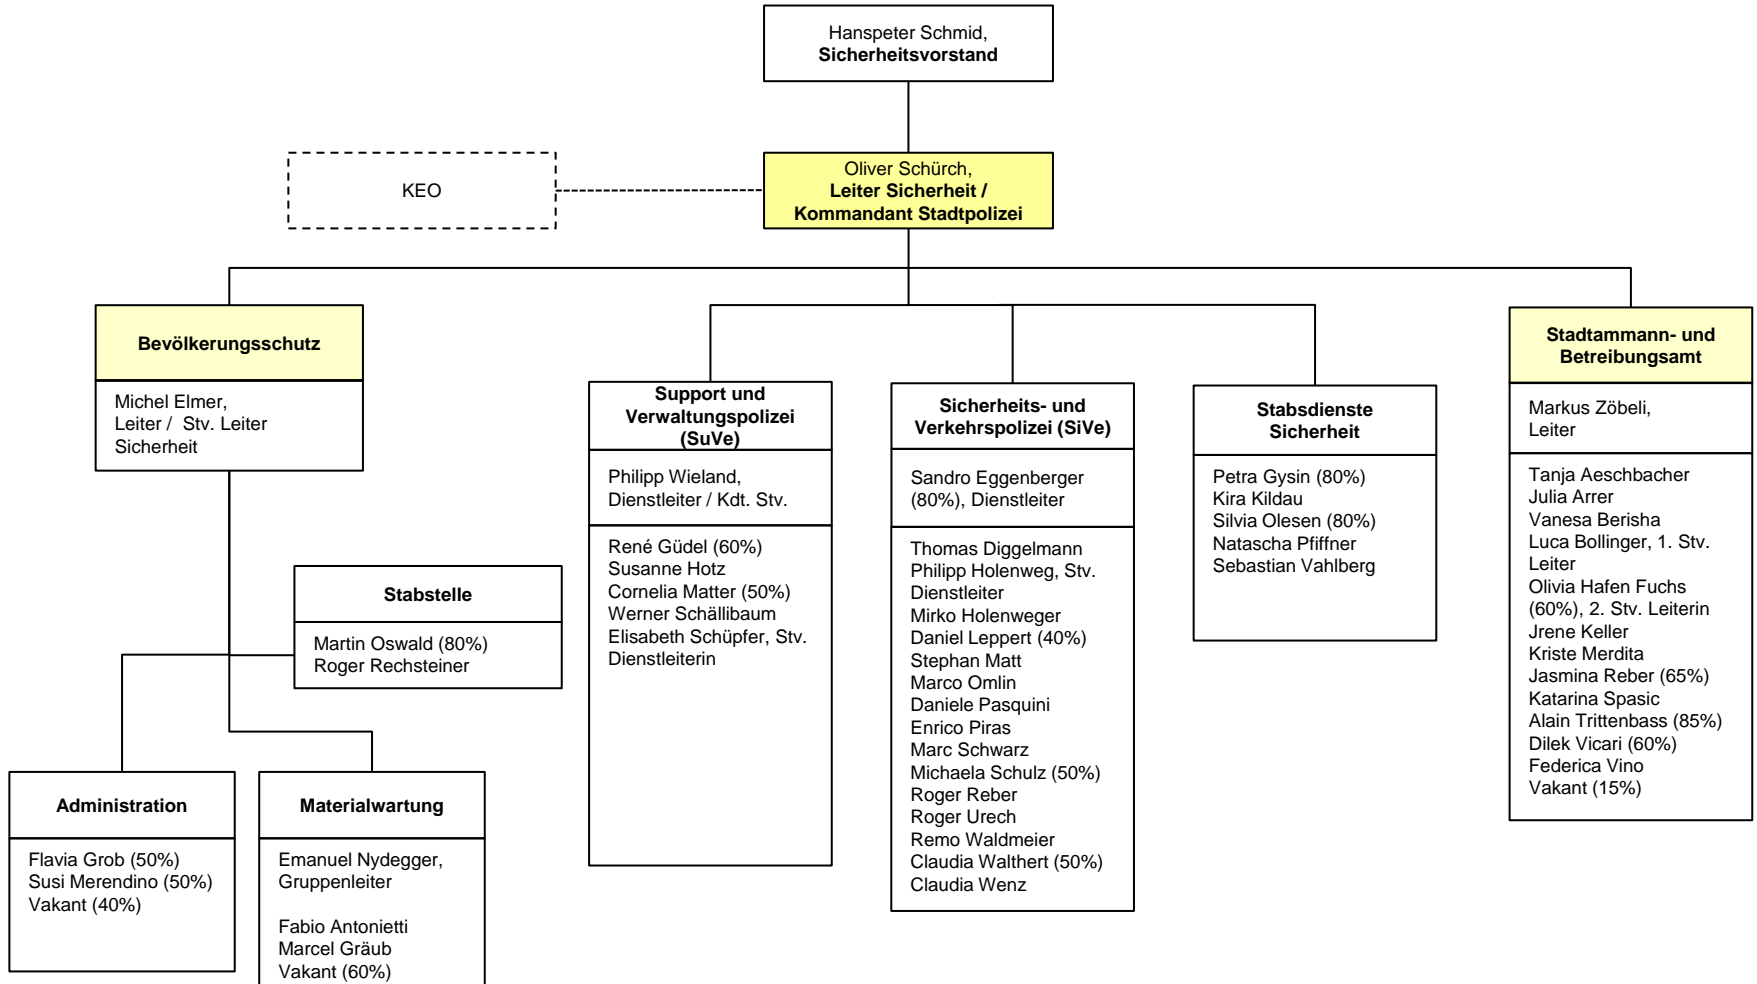 Hanspeter Schmid,
Sicherheitsvorstand
KEO
Oliver Schürch,
Leiter Sicherheit /
Kommandant Stadtpolizei
Bevölkerungsschutz
Michel Elmer,
Leiter / Stv. Leiter
Sicherheit
Stabstelle
Martin Oswald (80%)
Roger Rechsteiner
Administration
Flavia Grob (50%)
Susi Merendino (50%)
Vakant (40%)
Materialwartung
Emanuel Nydegger,
Gruppenleiter
Fabio Antonietti
Marcel Gräub
Vakant (60%)
Support und
Verwaltungspolizei
(SuVe)
Philipp Wieland,
Dienstleiter / Kdt. Stv.
René Güdel (60%)
Susanne Hotz
Cornelia Matter (50%)
Werner Schällibaum
Elisabeth Schüpfer, Stv.
Dienstleiterin
Sicherheits- und
Verkehrspolizei (SiVe)
Sandro Eggenberger
(80%), Dienstleiter
Thomas Diggelmann
Philipp Holenweg, Stv.
Dienstleiter
Mirko Holenweger
Daniel Leppert (40%)
Stephan Matt
Marco Omlin
Daniele Pasquini
Enrico Piras
Marc Schwarz
Michaela Schulz (50%)
Roger Reber
Roger Urech
Remo Waldmeier
Claudia Walthert (50%)
Claudia Wenz
Stabsdienste
Sicherheit
Petra Gysin (80%)
Kira Kildau
Silvia Olesen (80%)
Natascha Pfiffner
Sebastian Vahlberg
Stadtammann- und
Betreibungsamt
Markus Zöbeli,
Leiter
Tanja Aeschbacher
Julia Arrer
Vanesa Berisha
Luca Bollinger, 1. Stv.
Leiter
Olivia Hafen Fuchs
(60%), 2. Stv. Leiterin
Jrene Keller
Kriste Merdita
Jasmina Reber (65%)
Katarina Spasic
Alain Trittenbass (85%)
Dilek Vicari (60%)
Federica Vino
Vakant (15%)